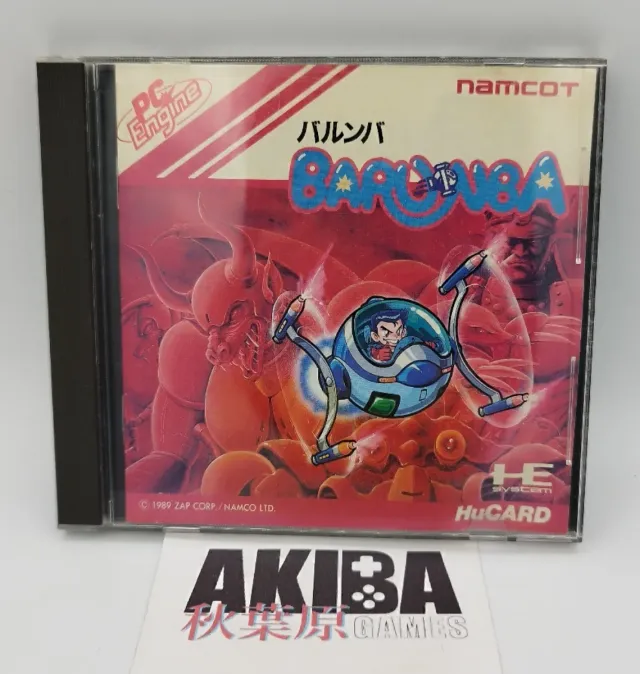 PC Engine
namcoT
バルンバ
BARUNBA
HE
SYSTEM
HuCARD
© 1989 ZAP CORP. / NAMCO LTD.
AKIBA
秋葉原 GAMES